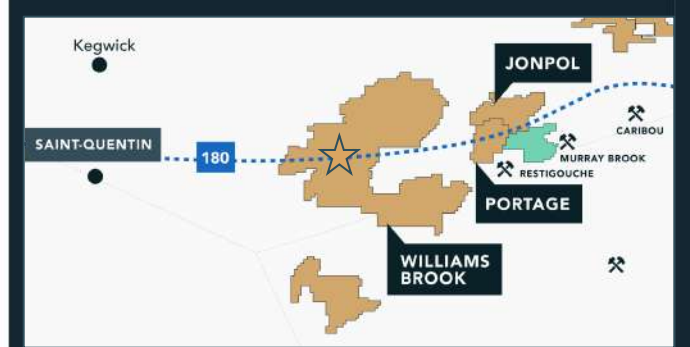 Kegwick
JONPOL
CARIBOU
SAINT-QUENTIN
180
MURRAY BROOK
RESTIGOUCHE
PORTAGE
WILLIAMS
BROOK